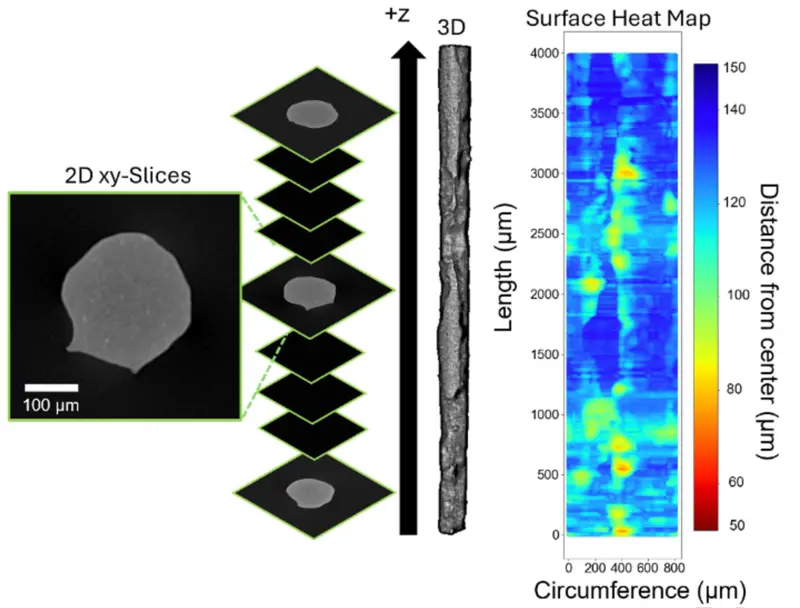 +z
3D
2D xy-Slices
100 µm
Surface Heat Map
Length (µm)
4000
3500
3000
2500
2000
1500
1000
500
0
0 200 400 600 800
Circumference (µm)
150
140
120
100
80
60
50
Distance from center (µm)